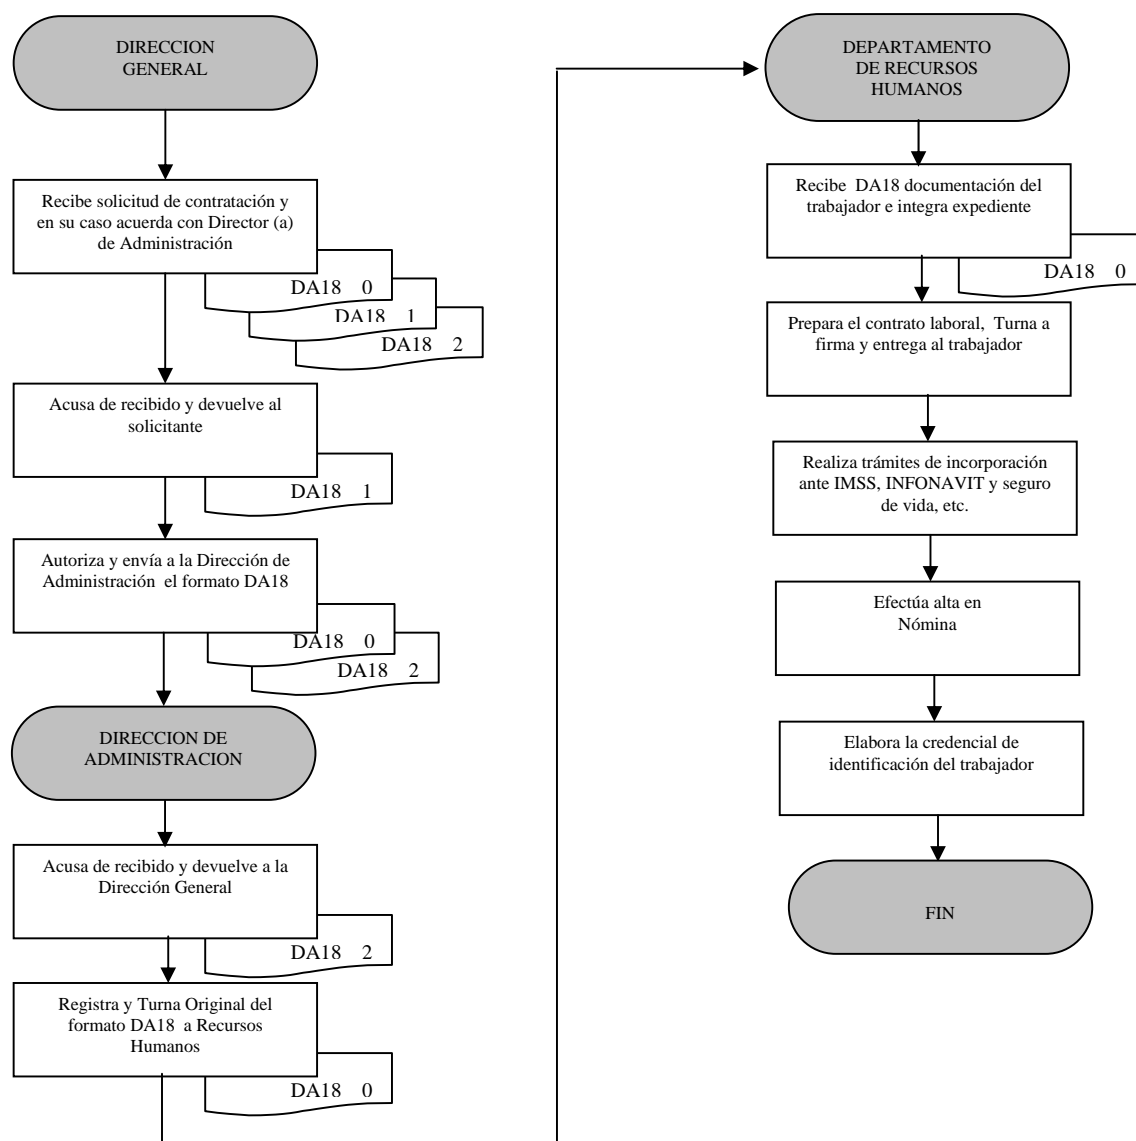 DIRECCION
GENERAL
Recibe solicitud de contratación y
en su caso acuerda con Director (a)
de Administración
DA18 0
DA18 1
DA18 2
Acusa de recibido y devuelve al
solicitante
DA18 1
Autoriza y envía a la Dirección de
Administración el formato DA18
DA18 0
DA18 2
DIRECCION DE
ADMINISTRACION
Acusa de recibido y devuelve a la
Dirección General
DA18 2
Registra y Turna Original del
formato DA18 a Recursos
Humanos
DA18 0
DEPARTAMENTO
DE RECURSOS
HUMANOS
Recibe DA18 documentación del
trabajador e integra expediente
DA18 0
Prepara el contrato laboral, Turna a
firma y entrega al trabajador
Realiza trámites de incorporación
ante IMSS, INFONAVIT y seguro
de vida, etc.
Efectúa alta en
Nómina
Elabora la credencial de
identificación del trabajador
FIN